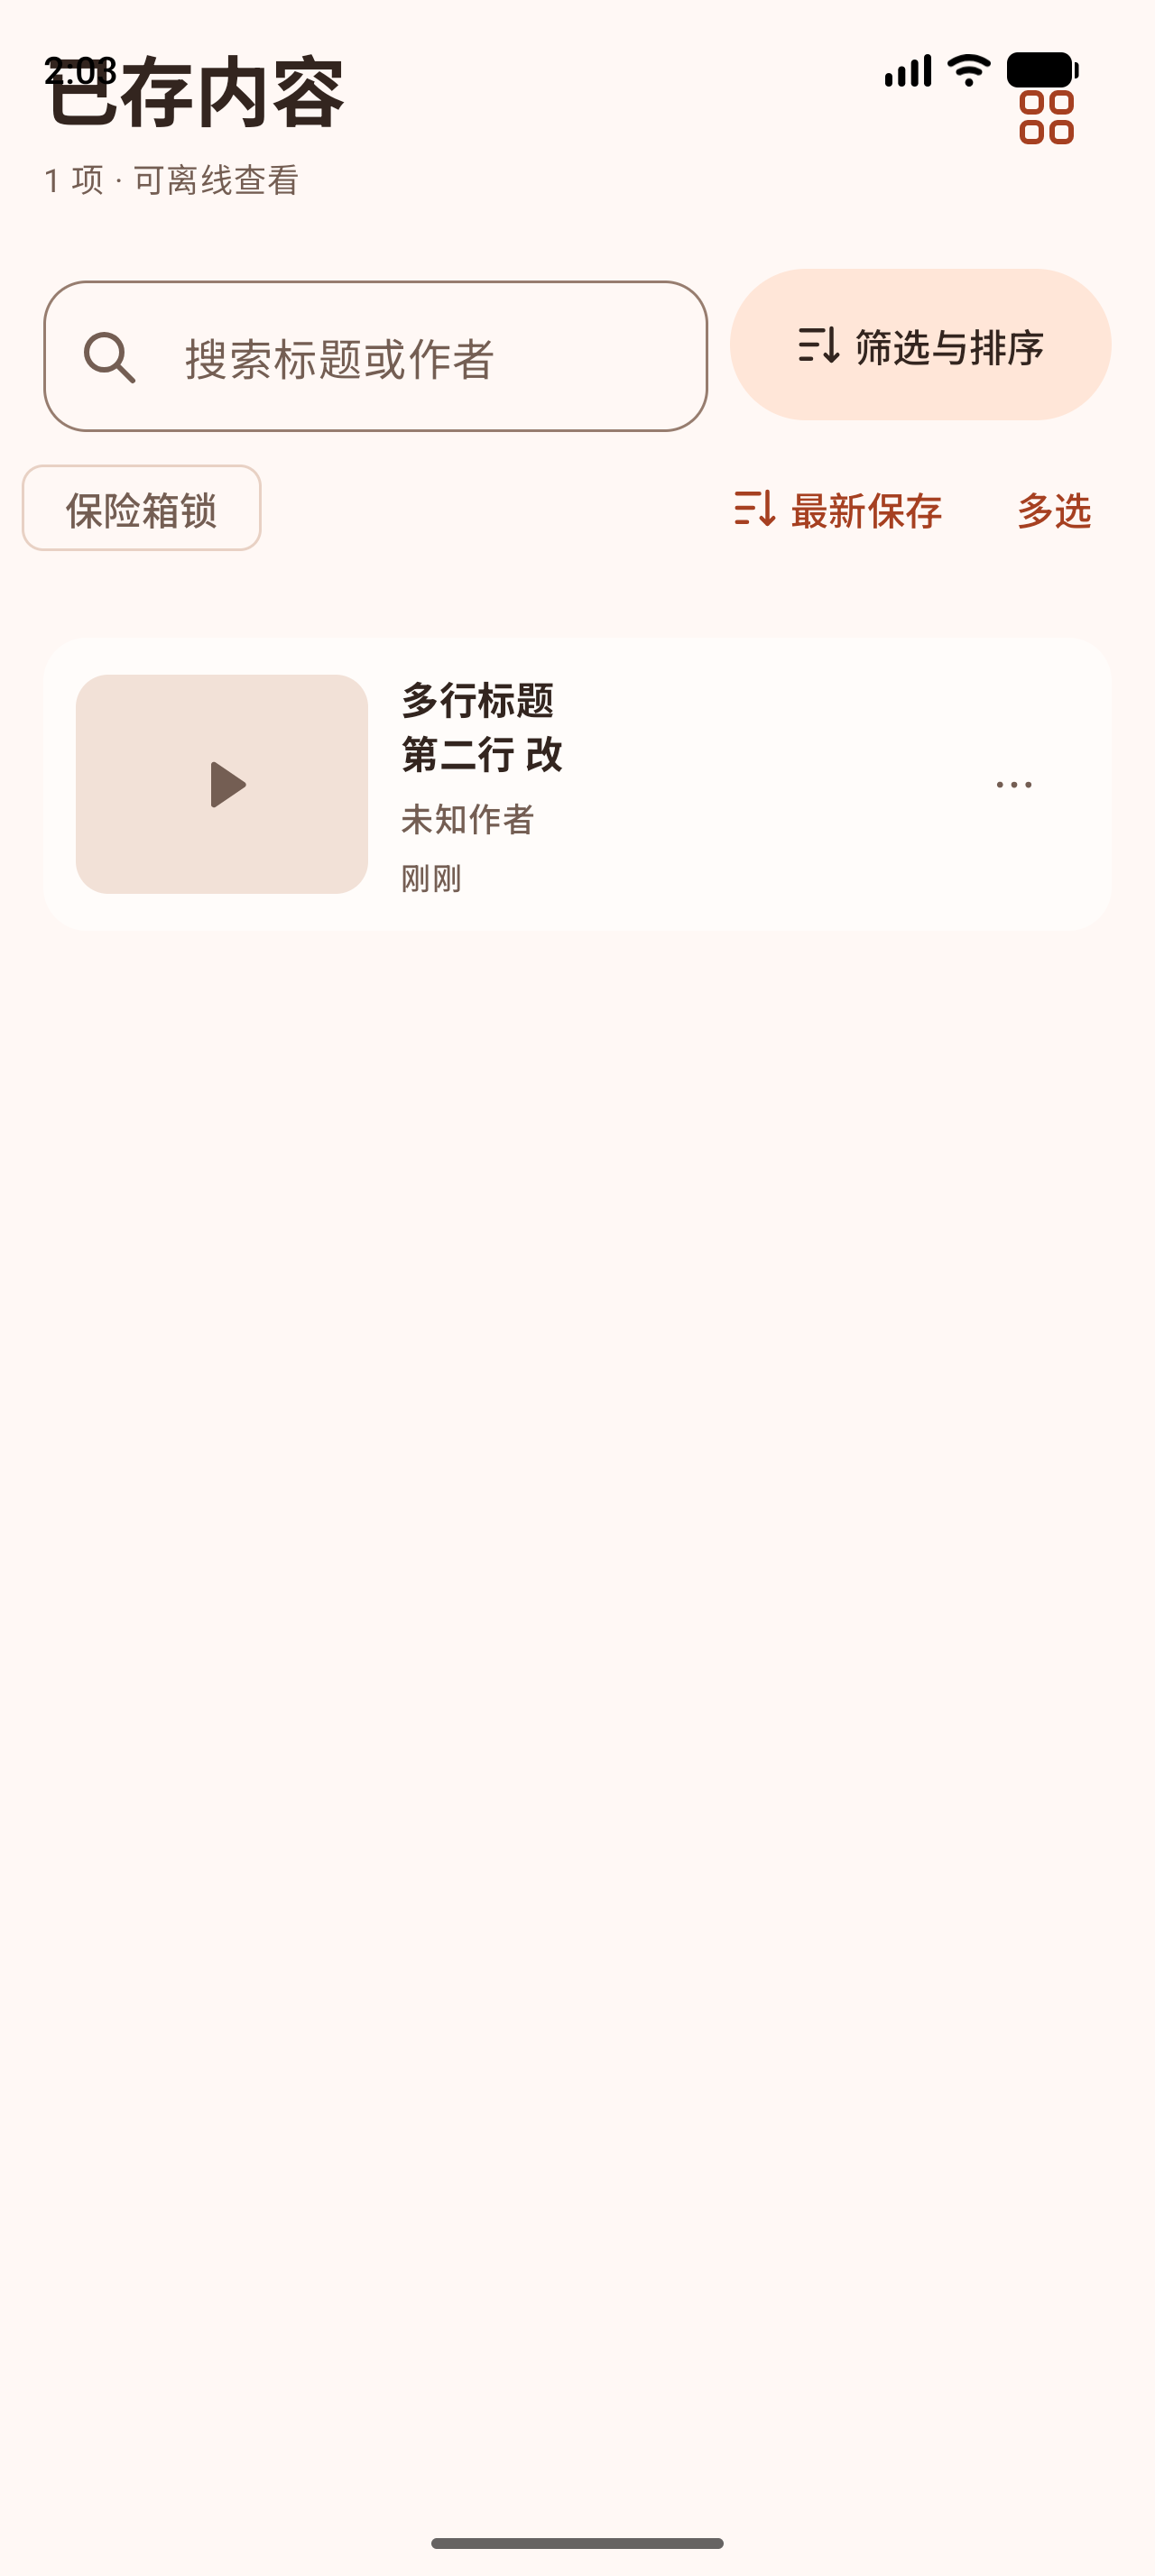 2:03
已存内容
1 项 · 可离线查看
搜索标题或作者
筛选与排序
保险箱锁
最新保存
多选
多行标题
第二行 改
未知作者
刚刚